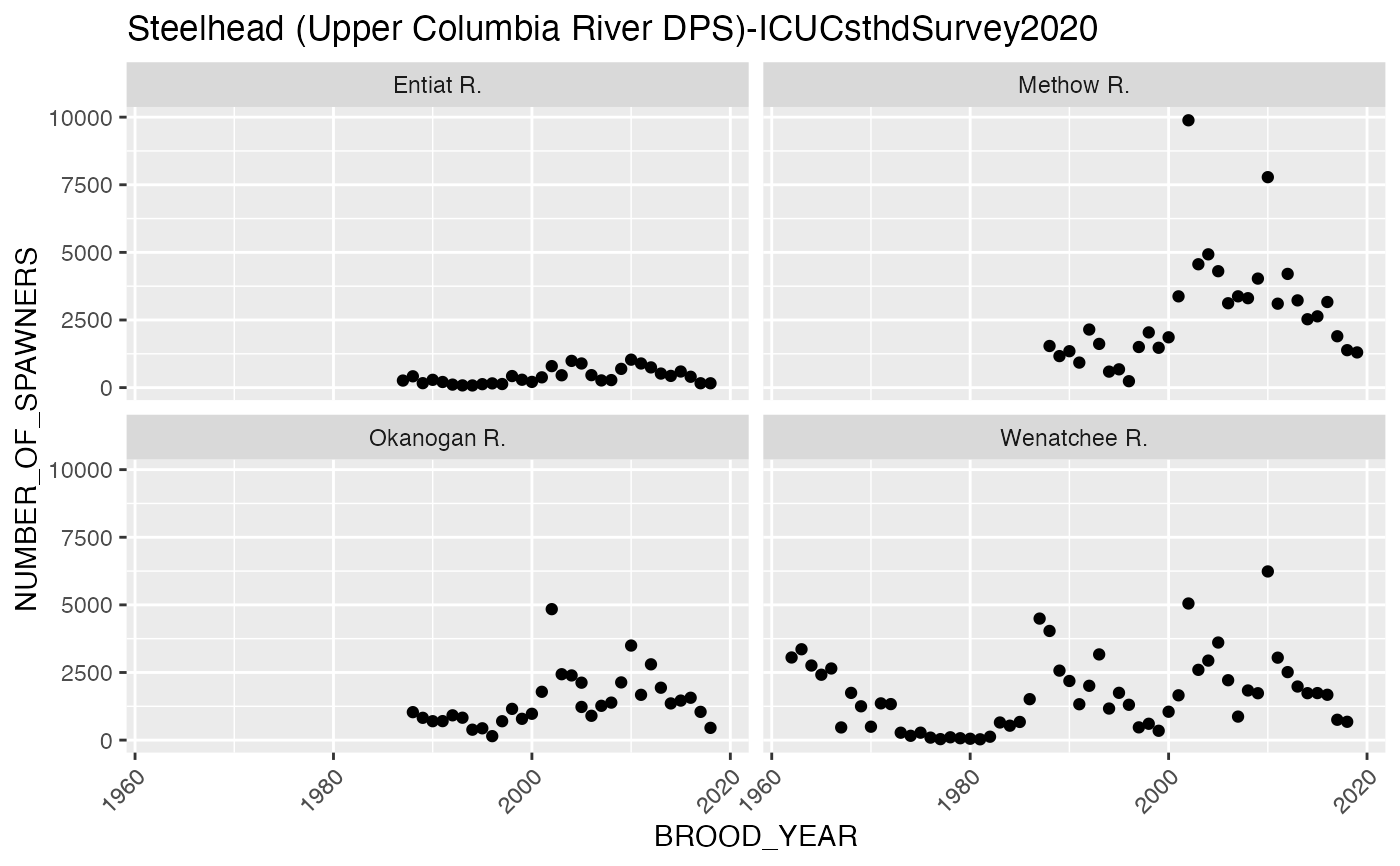 Steelhead (Upper Columbia River DPS)-ICUCsthdSurvey2020
Entiat R.
Methow R.
10000
7500
5000
2500
0
Okanogan R.
Wenatchee R.
10000
7500
5000
2500
0
NUMBER_OF_SPAWNERS
1960
1980
2000
2020
1960
1980
2000
2020
BROOD_YEAR